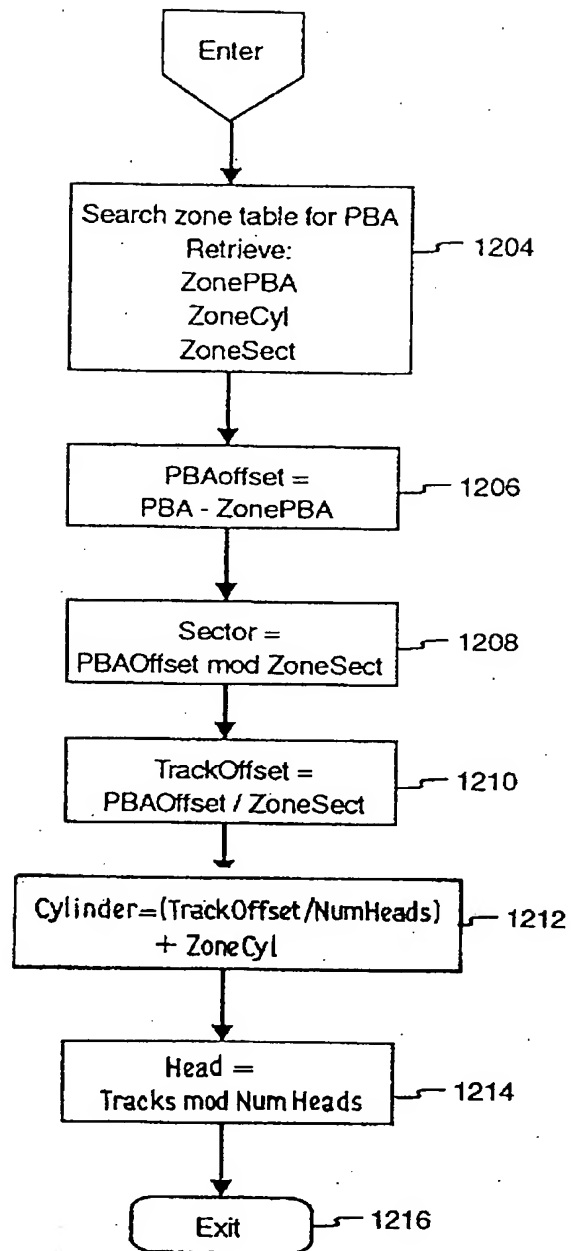 Enter
Search zone table for PBA
Retrieve:
ZonePBA
ZoneCyl
ZoneSect
1204
PBAoffset =
PBA - ZonePBA
1206
Sector =
PBAOffset mod ZoneSect
1208
TrackOffset =
PBAOffset / ZoneSect
1210
Cylinder=(TrackOffset/NumHeads)
+ ZoneCyl
1212
Head =
Tracks mod Num Heads
1214
Exit
1216